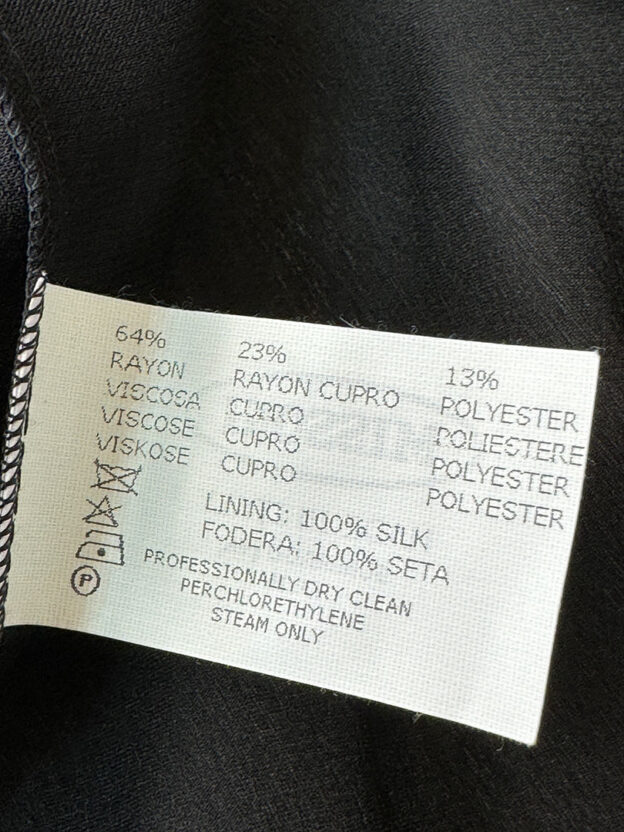 64%
RAYON
VISCOSA
VISCOSE
VISKOSE
23%
RAYON CUPRO
CUPRO
CUPRO
CUPRO
13%
POLYESTER
POLIESTERE
POLYESTER
POLYESTER
LINING: 100% SILK
FODERA: 100% SETA
P
PROFESSIONALLY DRY CLEAN
PERCHLORETHYLENE
STEAM ONLY